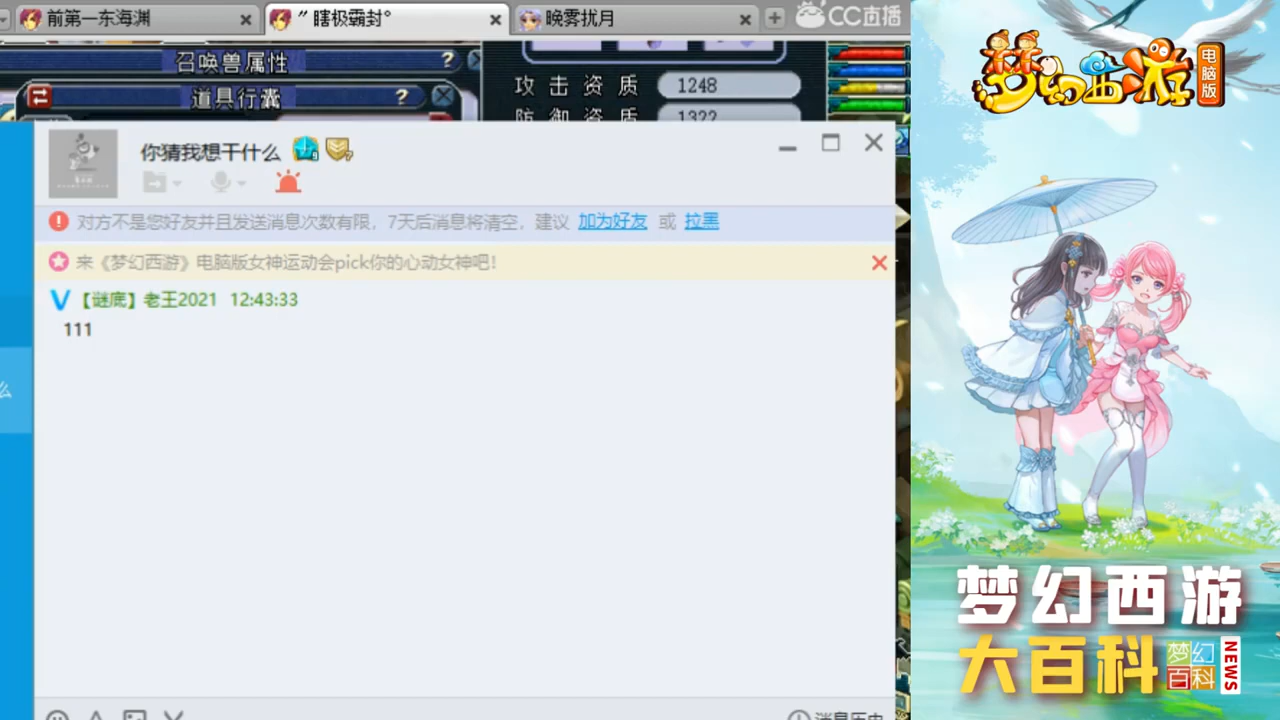 前第一东海渊
〃瞎极霸封°
晚雾扰月
CC直播
召唤兽属性
?
道具行囊
?
攻击资质 1248
防御资质 1322
你猜我想干什么
对方不是您好友并且发送消息次数有限，7天后消息将清空，建议 加为好友 或 拉黑
来《梦幻西游》电脑版女神运动会pick你的心动女神吧！
【谜底】老王2021 12:43:33
111
么
消息历史
梦幻西游
电脑版
梦幻西游
大百科
梦幻
百科
NEWS